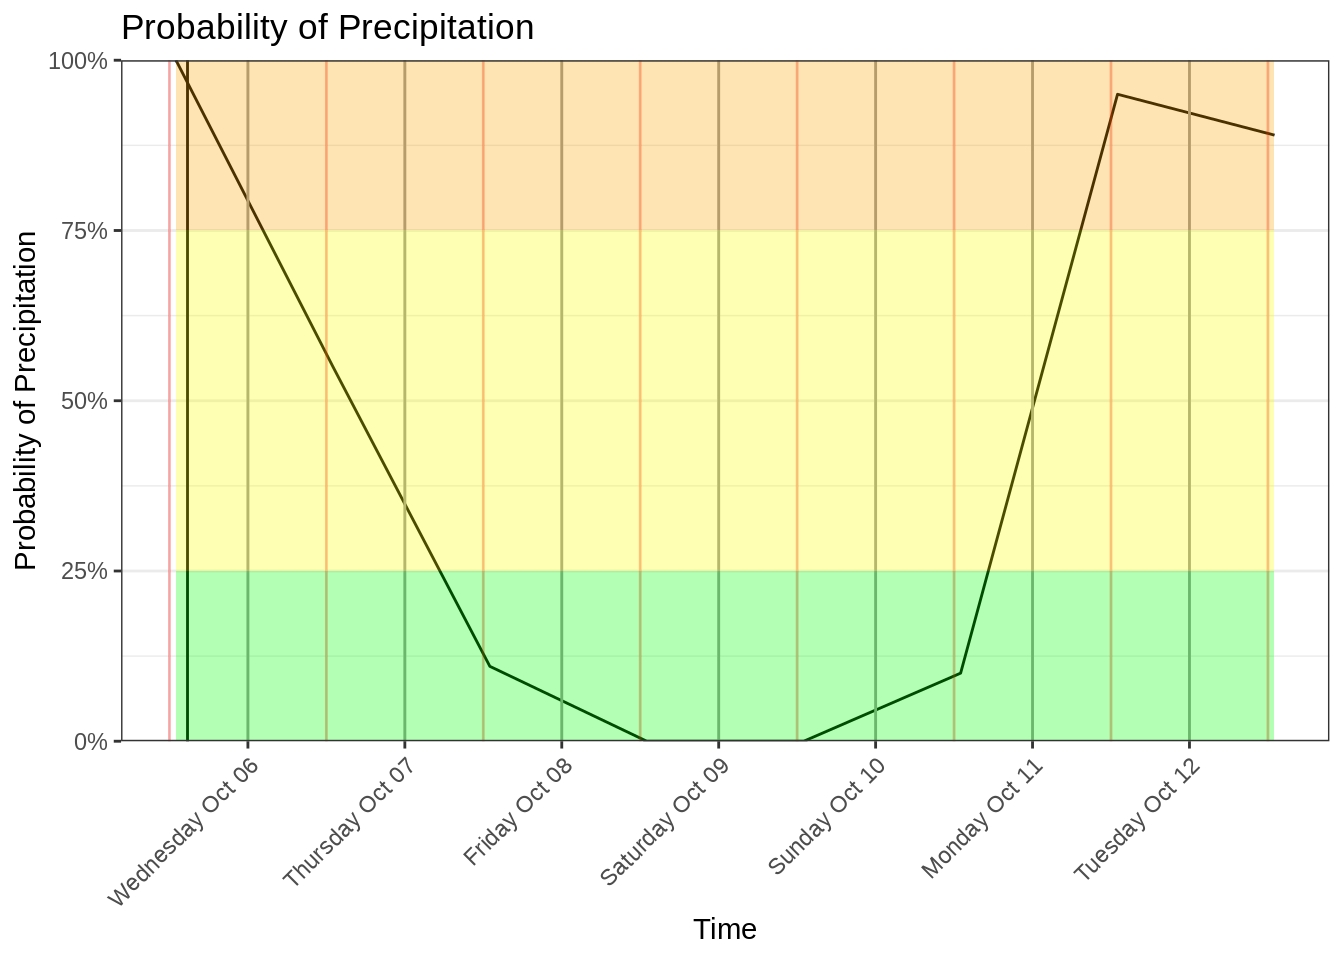 Probability of Precipitation
Probability of Precipitation
100%
75%
50%
25%
0%
Wednesday Oct 06
Thursday Oct 07
Friday Oct 08
Saturday Oct 09
Sunday Oct 10
Monday Oct 11
Tuesday Oct 12
Time